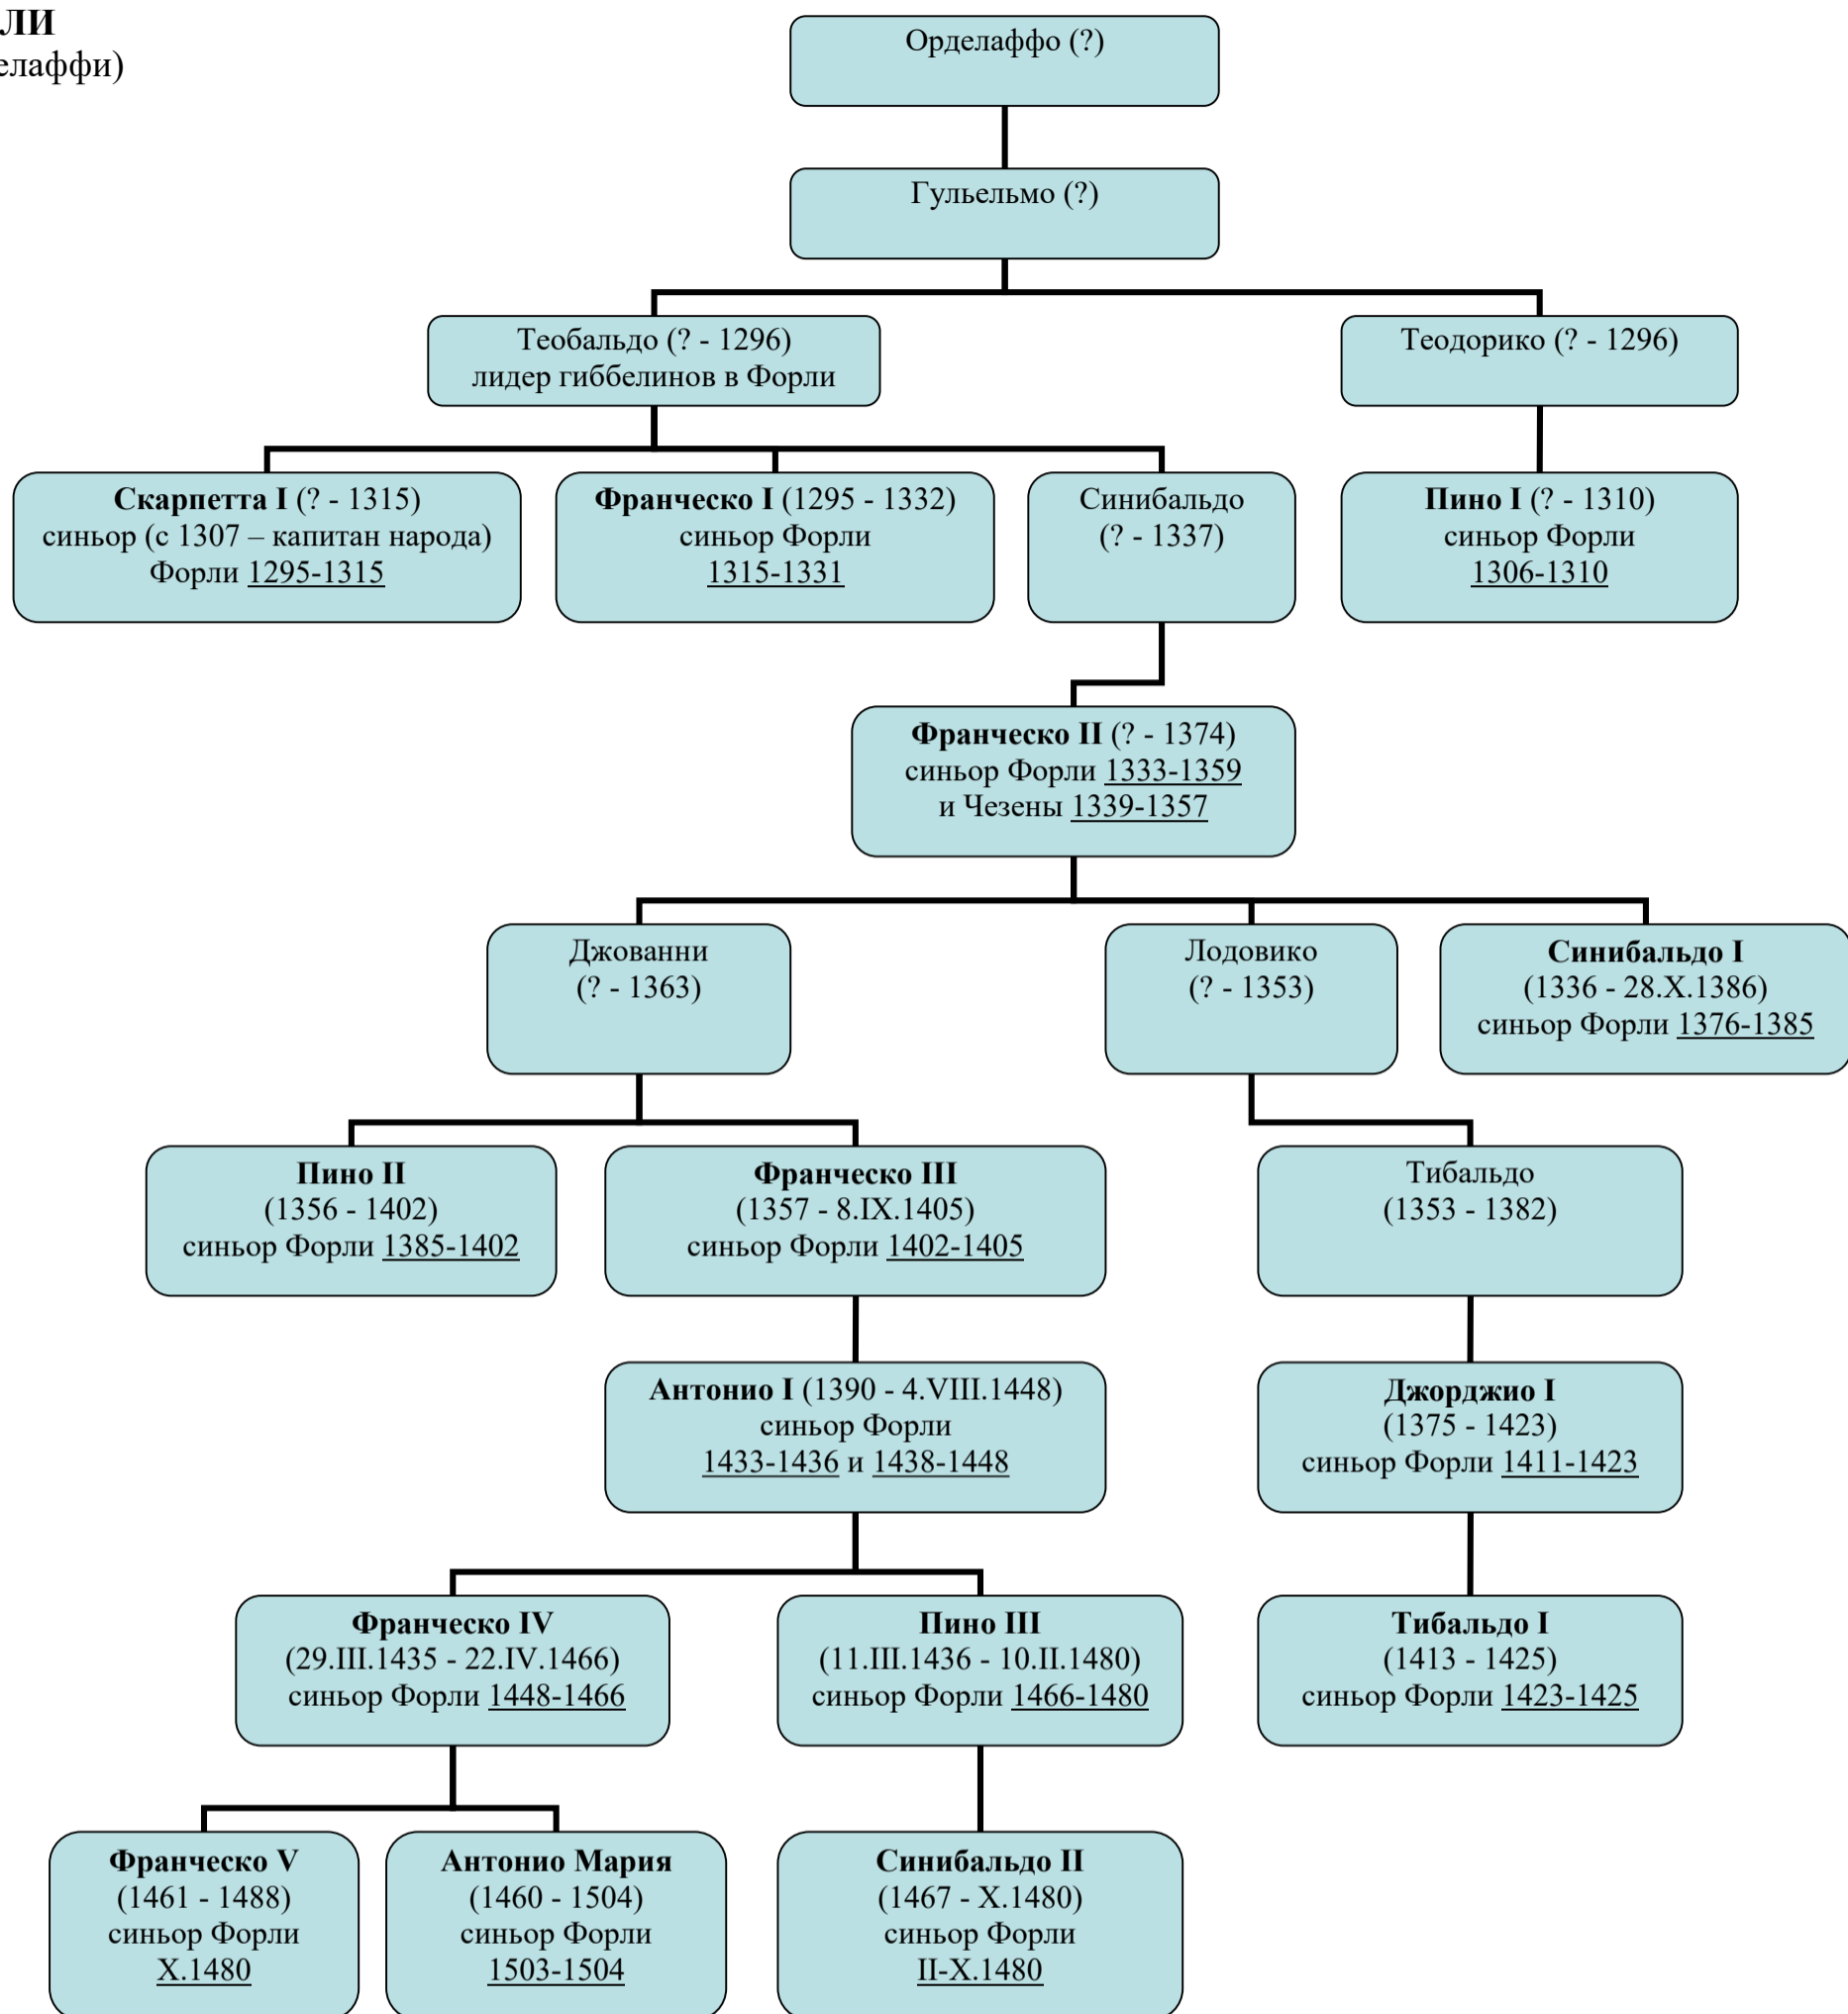 ЛИ
елаффи)
Орделаффо (?)
Гульельмо (?)
Теобальдо (? - 1296)
лидер гиббелинов в Форли
Теодорико (? - 1296)
Скарпетта I (? - 1315)
синьор (с 1307 – капитан народа)
Форли 1295-1315
Франческо I (1295 - 1332)
синьор Форли
1315-1331
Синибальдо
(? - 1337)
Пино I (? - 1310)
синьор Форли
1306-1310
Франческо II (? - 1374)
синьор Форли 1333-1359
и Чезены 1339-1357
Джованни
(? - 1363)
Лодовико
(? - 1353)
Синибальдо I
(1336 - 28.X.1386)
синьор Форли 1376-1385
Пино II
(1356 - 1402)
синьор Форли 1385-1402
Франческо III
(1357 - 8.IX.1405)
синьор Форли 1402-1405
Тибальдо
(1353 - 1382)
Антонио I (1390 - 4.VIII.1448)
синьор Форли
1433-1436 и 1438-1448
Джорджио I
(1375 - 1423)
синьор Форли 1411-1423
Франческо IV
(29.III.1435 - 22.IV.1466)
синьор Форли 1448-1466
Пино III
(11.III.1436 - 10.II.1480)
синьор Форли 1466-1480
Тибальдо I
(1413 - 1425)
синьор Форли 1423-1425
Франческо V
(1461 - 1488)
синьор Форли
X.1480
Антонио Мария
(1460 - 1504)
синьор Форли
1503-1504
Синибальдо II
(1467 - X.1480)
синьор Форли
II-X.1480